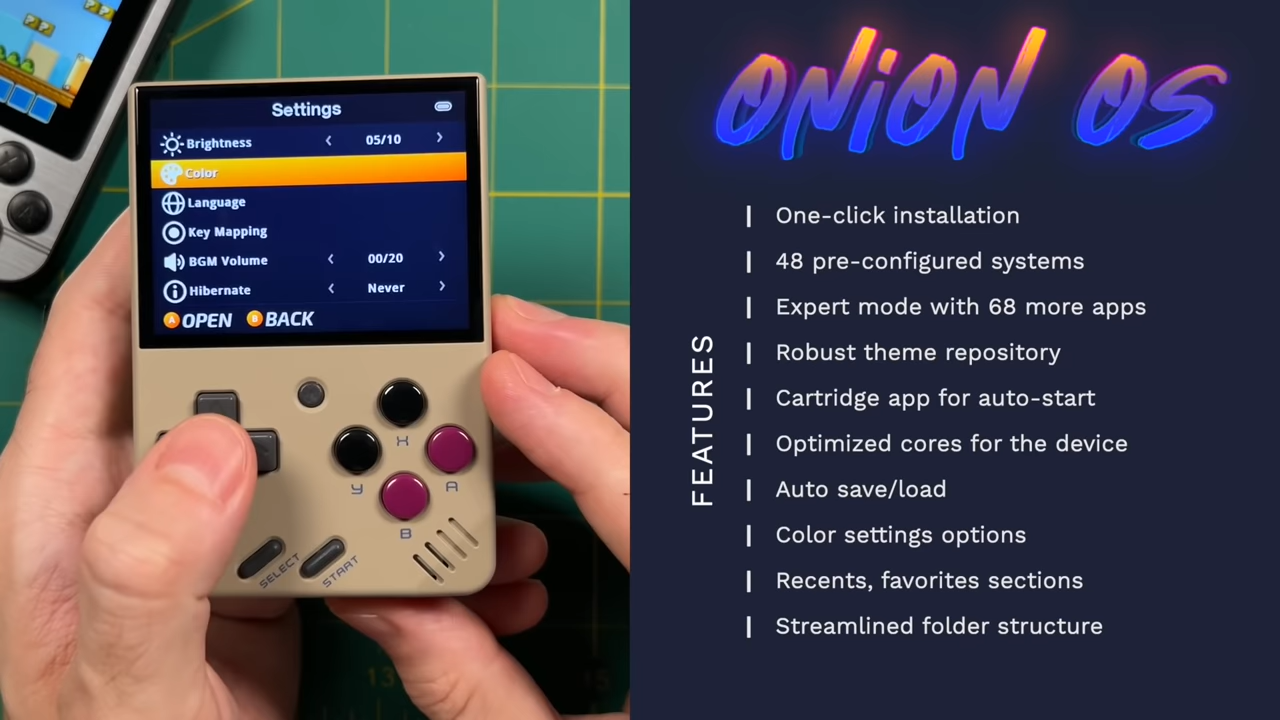 Settings
Brightness < 05/10 >
Color
Language
Key Mapping
BGM Volume < 00/20 >
Hibernate < Never >
A OPEN B BACK
X
Y
A
B
SELECT
START
ONION OS
FEATURES
One-click installation
48 pre-configured systems
Expert mode with 68 more apps
Robust theme repository
Cartridge app for auto-start
Optimized cores for the device
Auto save/load
Color settings options
Recents, favorites sections
Streamlined folder structure